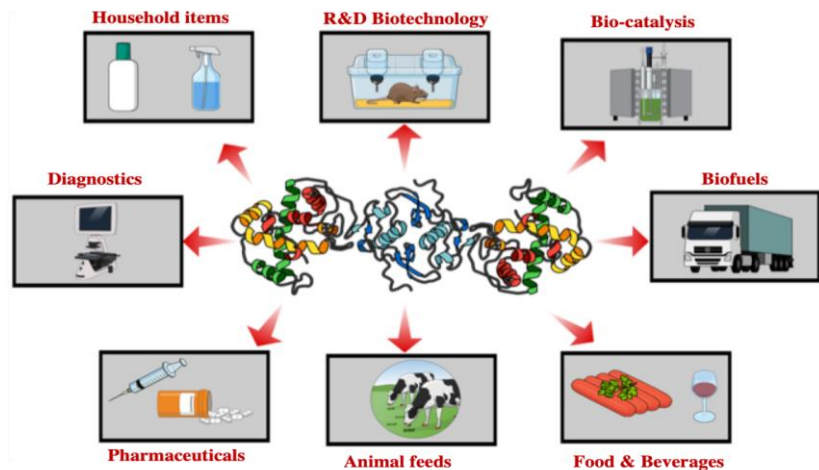 Household items
R&D Biotechnology
Bio-catalysis
Diagnostics
Biofuels
Pharmaceuticals
Animal feeds
Food & Beverages